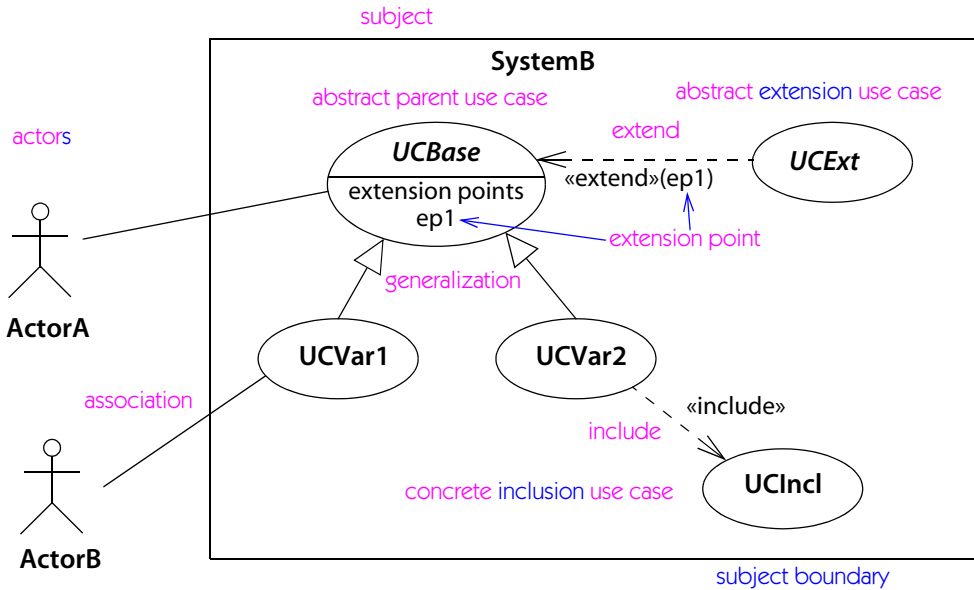 subject
SystemB
abstract parent use case
abstract extension use case
actors
extend
UCBase
UCExt
«extend»(ep1)
extension points
ep1
extension point
generalization
ActorA
UCVar1
UCVar2
association
«include»
include
concrete inclusion use case
UCIncl
ActorB
subject boundary